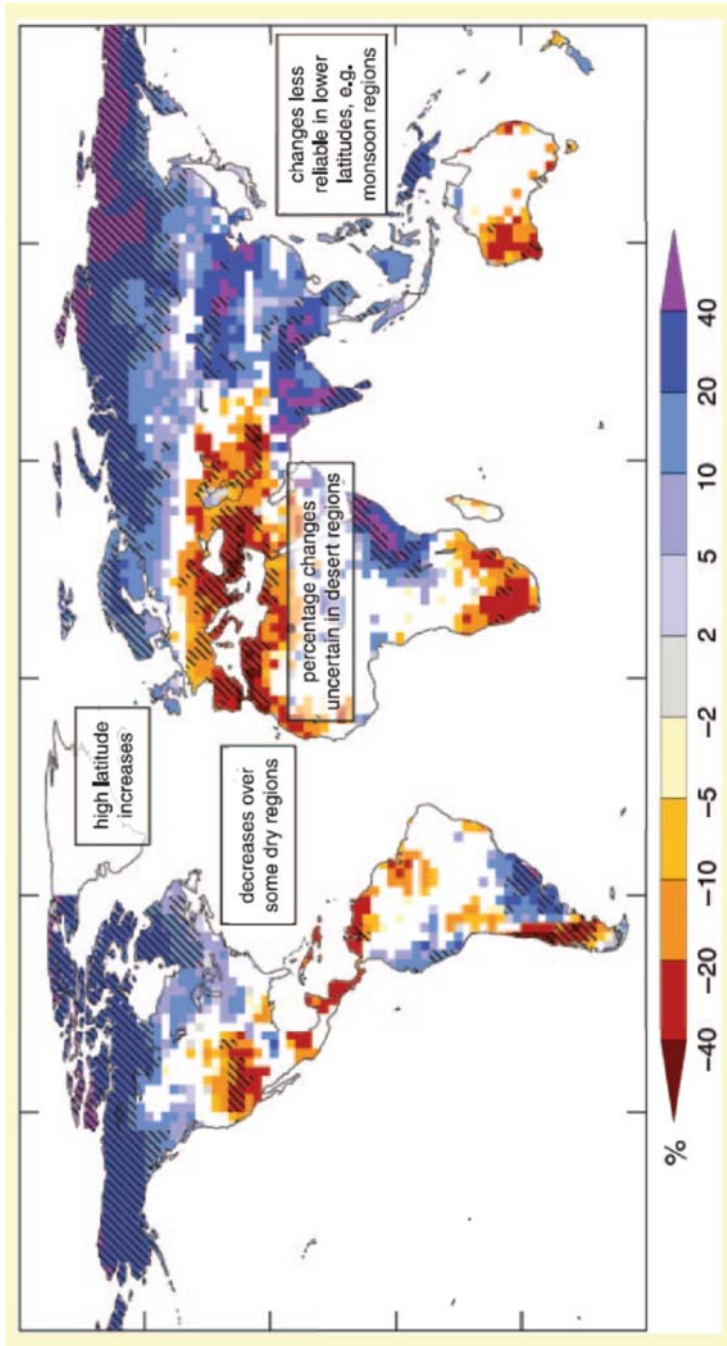 high latitude
increases
decreases over
some dry regions
percentage changes
uncertain in desert regions
changes less
reliable in lower
latitudes, e.g.
monsoon regions
%
−40 −20 −10 −5 −2 2 5 10 20 40